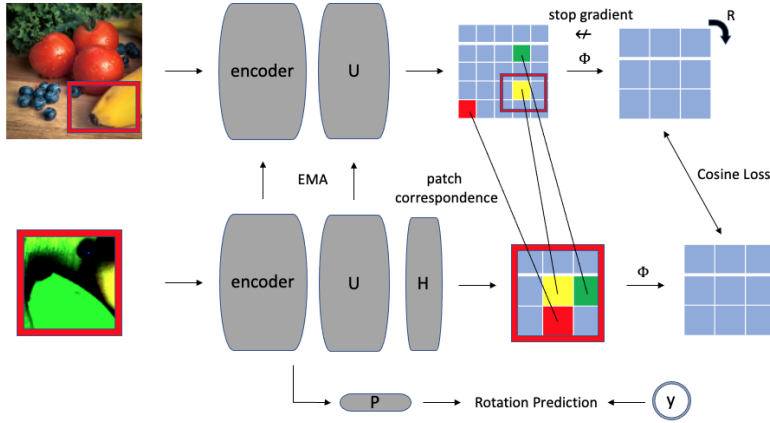 stop gradient
R
Φ
encoder
U
EMA
patch
correspondence
Cosine Loss
encoder
U
H
Φ
P
Rotation Prediction
y